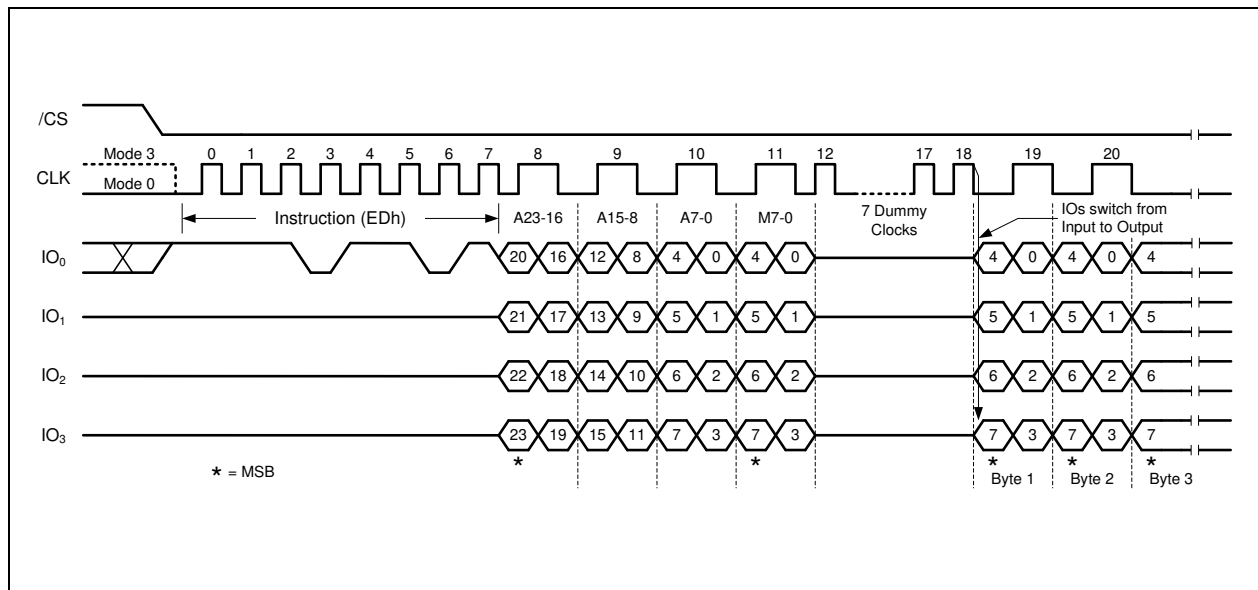 /CS
Mode 3 0 1 2 3 4 5 6 7 8 9 10 11 12 17 18 19 20
CLK
Mode 0
Instruction (EDh) A23-16 A15-8 A7-0 M7-0 7 Dummy IOs switch from
Clocks Input to Output
IO₀ 20 16 12 8 4 0 4 0 4 0 4 0 4
IO₁ 21 17 13 9 5 1 5 1 5 1 5 1 5
IO₂ 22 18 14 10 6 2 6 2 6 2 6 2 6
IO₃ 23 19 15 11 7 3 7 3 7 3 7 3 7
* * * * *
* = MSB Byte 1 Byte 2 Byte 3